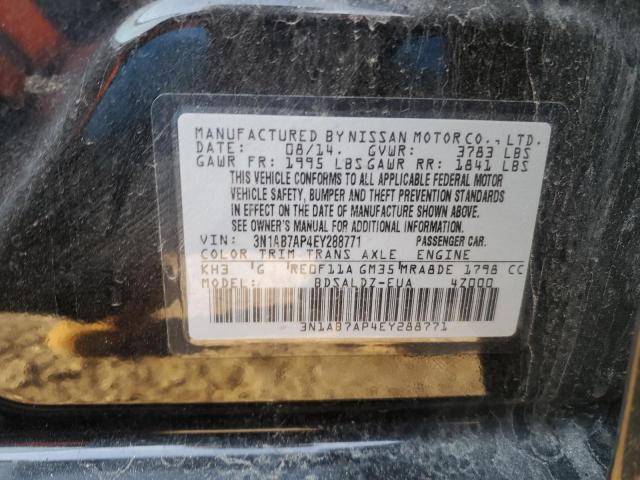 MANUFACTURED BY NISSAN MOTOR CO., LTD.
DATE: 08/14. GVWR: 3783 LBS
GAWR FR: 1995 LBS GAWR RR: 1841 LBS
THIS VEHICLE CONFORMS TO ALL APPLICABLE FEDERAL MOTOR
VEHICLE SAFETY, BUMPER AND THEFT PREVENTION STANDARDS
IN EFFECT ON THE DATE OF MANUFACTURE SHOWN ABOVE.
SEE OWNER'S MANUAL FOR ADDITIONAL INFORMATION
VIN: 3N1AB7AP4EY288771 PASSENGER CAR.
COLOR TRIM TRANS AXLE ENGINE
KH3 'G RE0F11A GM35 MRA8DE 1798 CC
MODEL: BDSALDZ-EUA 4Z000
3N1AB7AP4EY288771